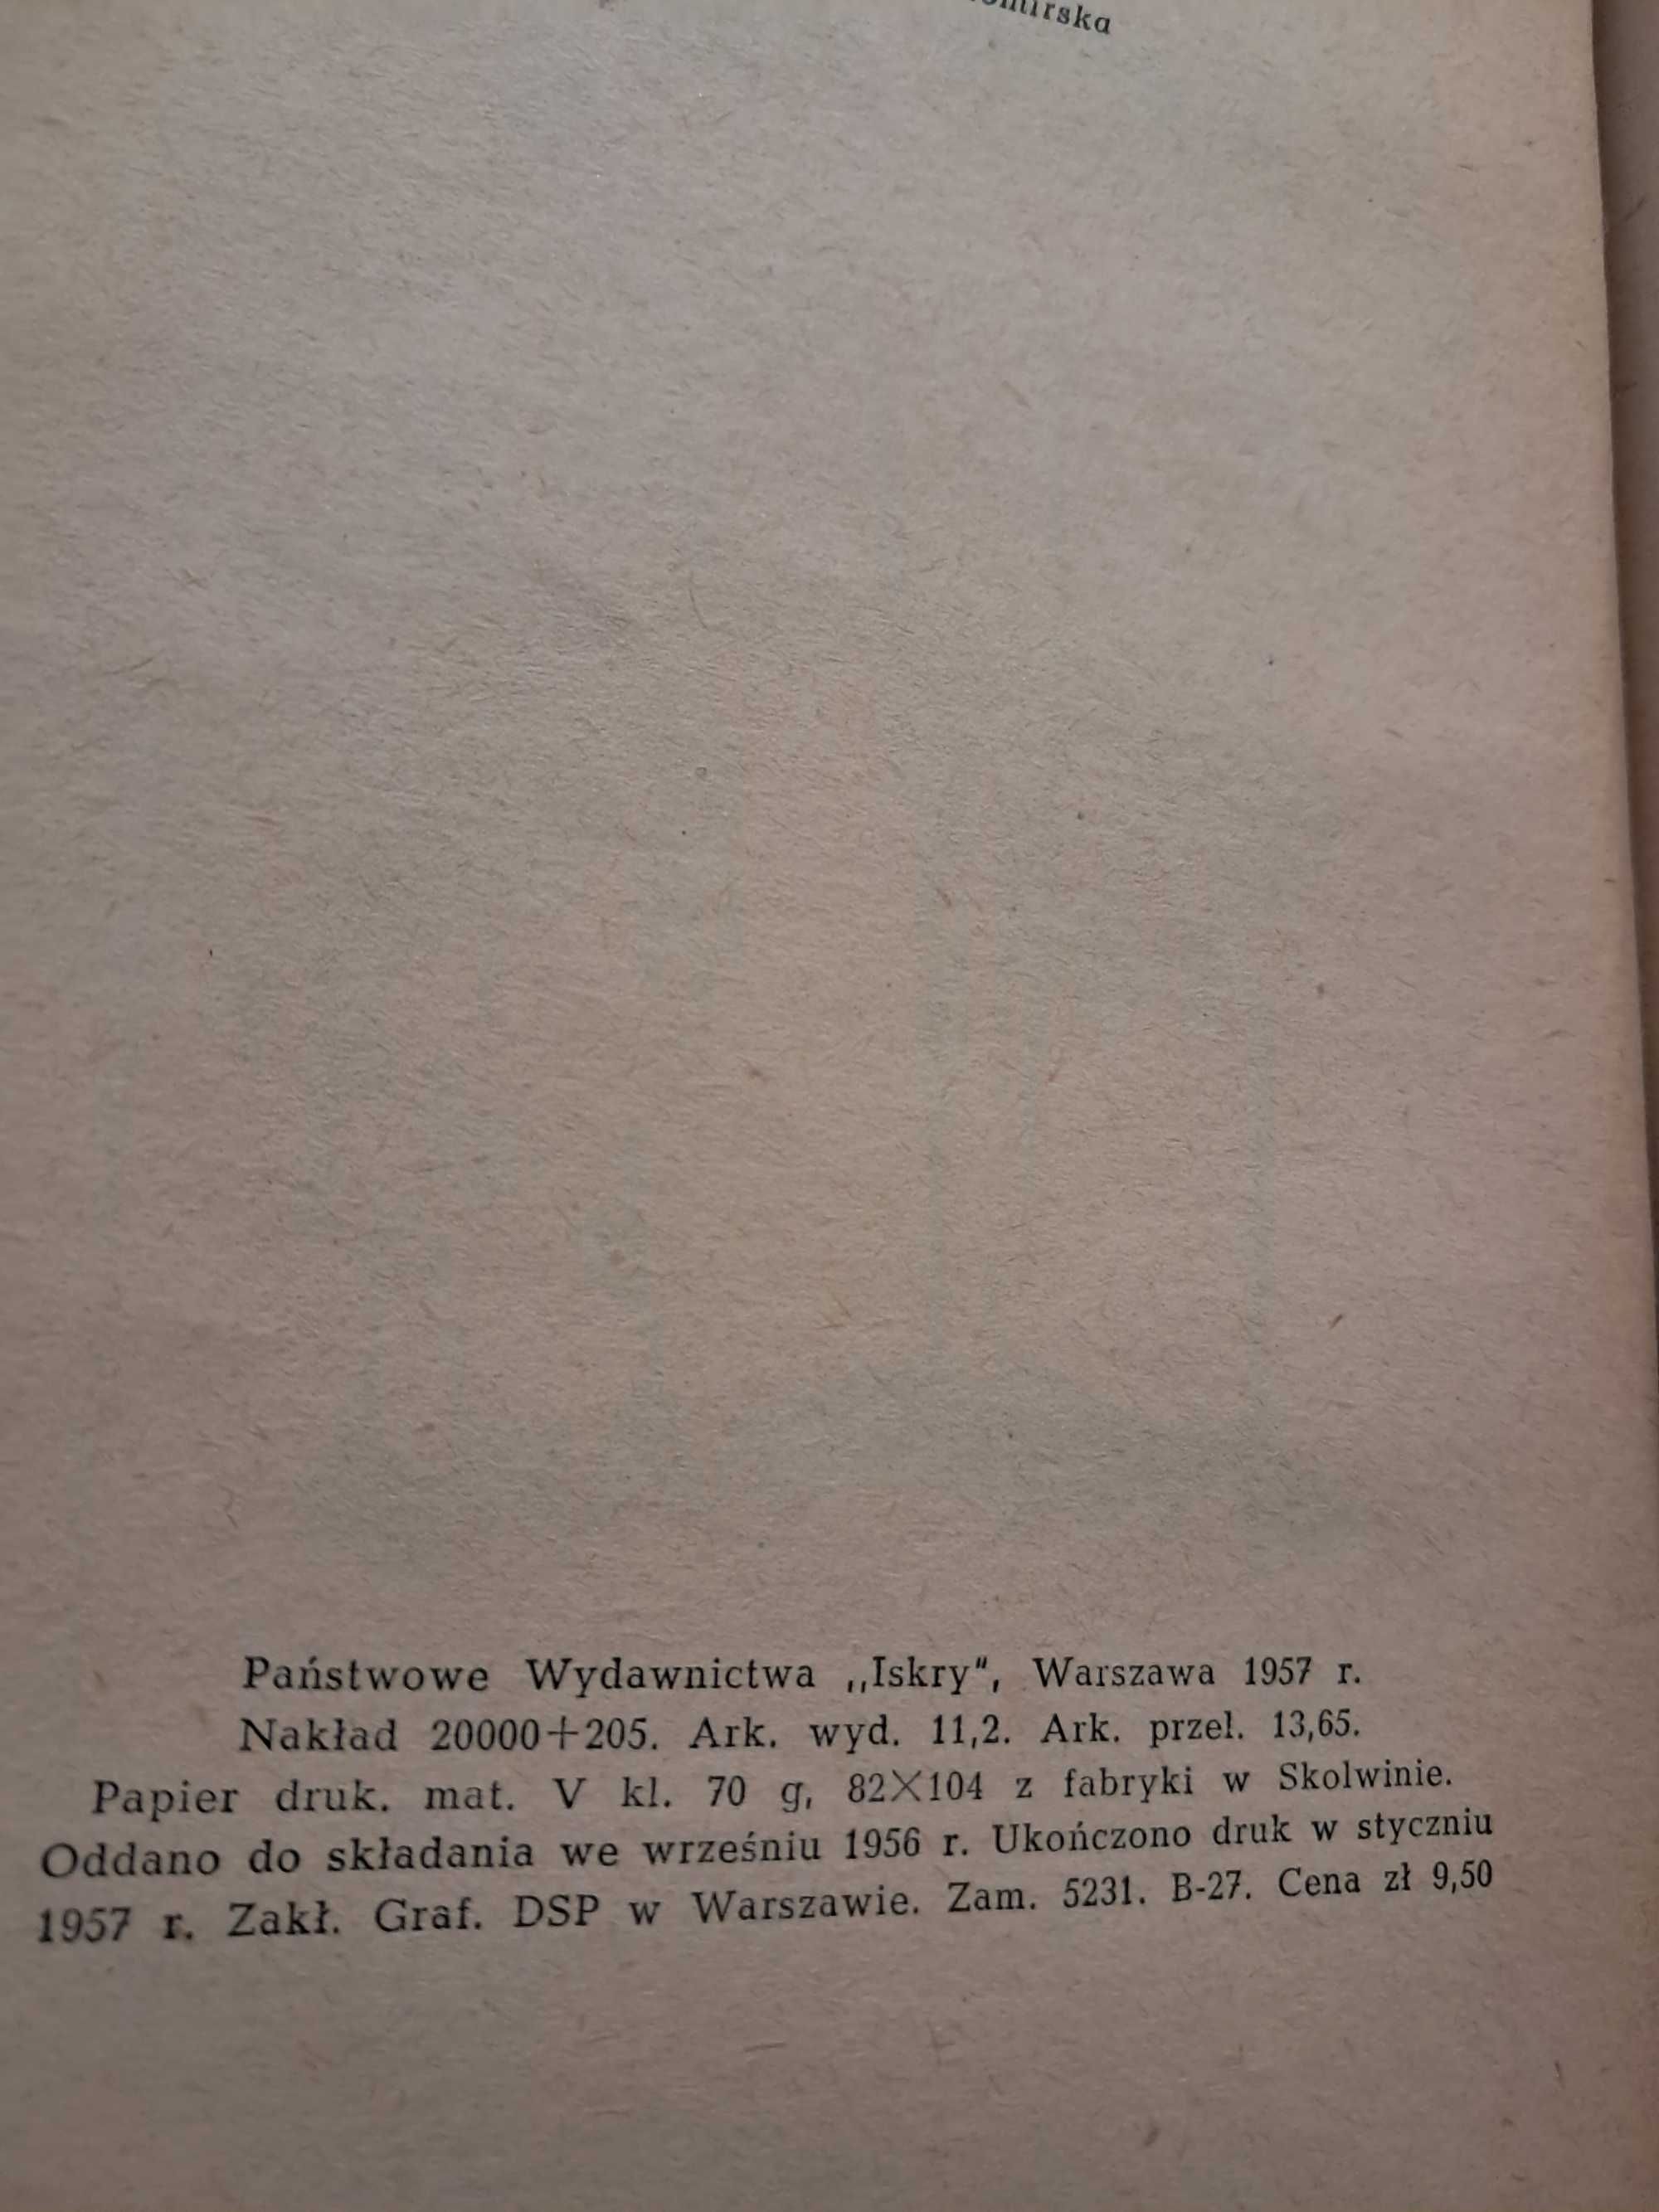 Państwowe Wydawnictwa „Iskry", Warszawa 1957 r.
Nakład 20000+205. Ark. wyd. 11,2. Ark. przel. 13,65.
Papier druk. mat. V kl. 70 g, 82×104 z fabryki w Skolwinie.
Oddano do składania we wrześniu 1956 r. Ukończono druk w styczniu
1957 r. Zakł. Graf. DSP w Warszawie. Zam. 5231. B-27. Cena zł 9,50